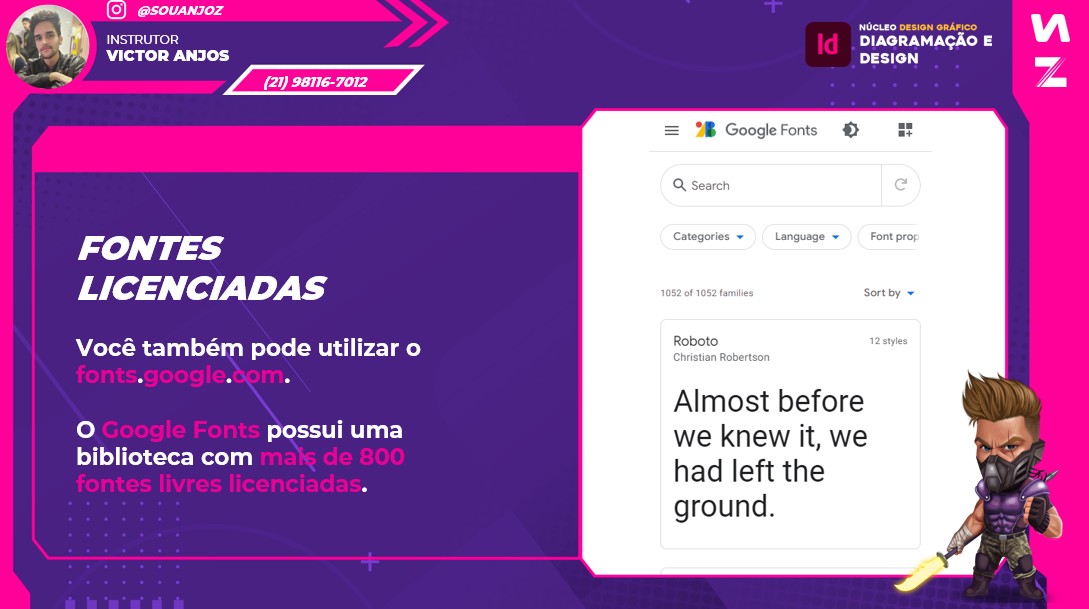 @SOUANJOZ
INSTRUTOR
VICTOR ANJOS
(21) 98116-7012
NÚCLEO DESIGN GRÁFICO
DIAGRAMAÇÃO E
DESIGN
Id
FONTES
LICENCIADAS
Você também pode utilizar o
fonts.google.com.
O Google Fonts possui uma
biblioteca com mais de 800
fontes livres licenciadas.
Google Fonts
Search
Categories
Language
Font prop
1052 of 1052 families
Sort by
Roboto
12 styles
Christian Robertson
Almost before
we knew it, we
had left the
ground.